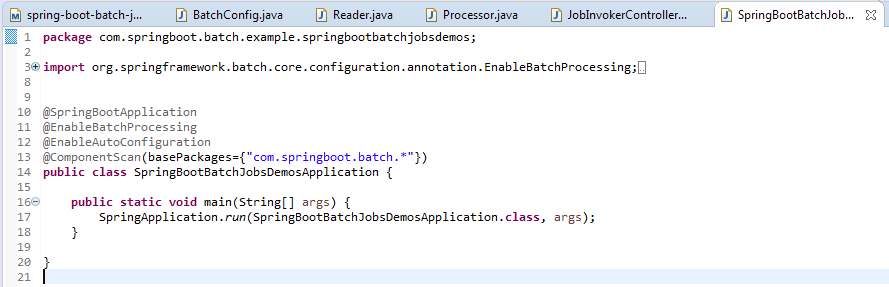 spring-boot-batch-j... BatchConfig.java Reader.java Processor.java JobInvokerController... SpringBootBatchJob...
1 package com.springboot.batch.example.springbootbatchjobsdemos;
2
3 import org.springframework.batch.core.configuration.annotation.EnableBatchProcessing;
8
9
10 @SpringBootApplication
11 @EnableBatchProcessing
12 @EnableAutoConfiguration
13 @ComponentScan(basePackages={"com.springboot.batch.*"})
14 public class SpringBootBatchJobsDemosApplication {
15
16 public static void main(String[] args) {
17 SpringApplication.run(SpringBootBatchJobsDemosApplication.class, args);
18 }
19
20 }
21